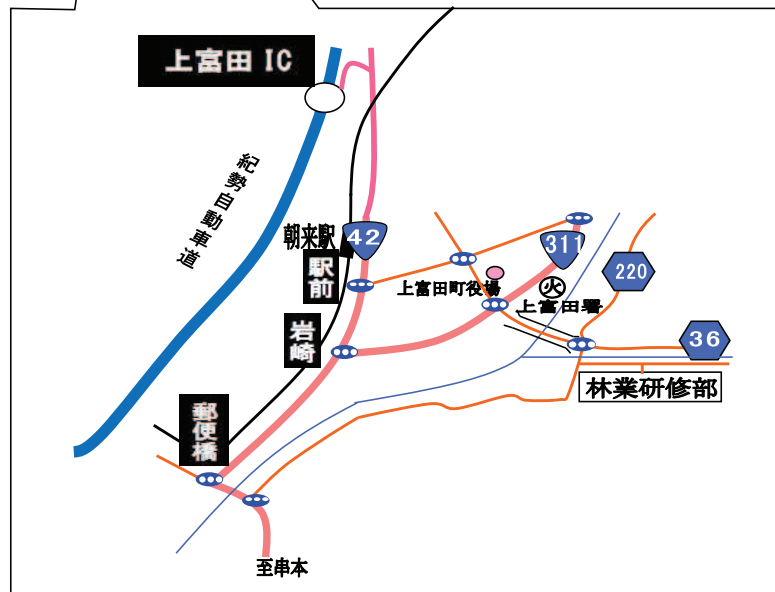 上富田 IC
紀勢自動車道
朝来駅
42
駅前
311
上富田町役場
火
上富田署
220
岩崎
36
林業研修部
郵便橋
至串本